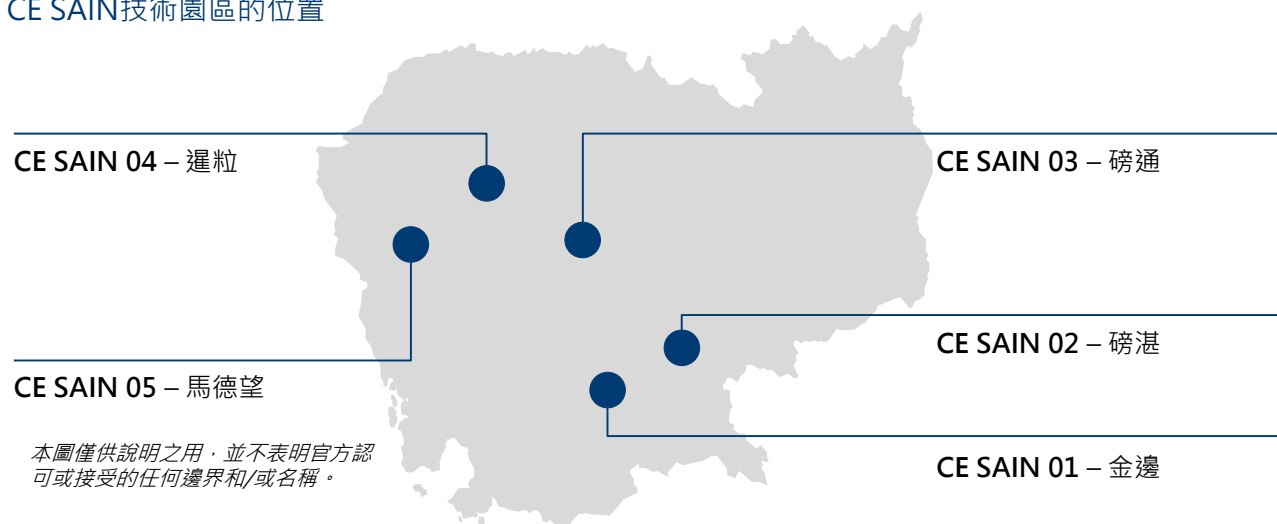 CE SAIN技術園區的位置
CE SAIN 04 – 暹粒
CE SAIN 03 – 磅通
CE SAIN 02 – 磅湛
CE SAIN 05 – 馬德望
本圖僅供說明之用，並不表明官方認
可或接受的任何邊界和/或名稱。
CE SAIN 01 – 金邊